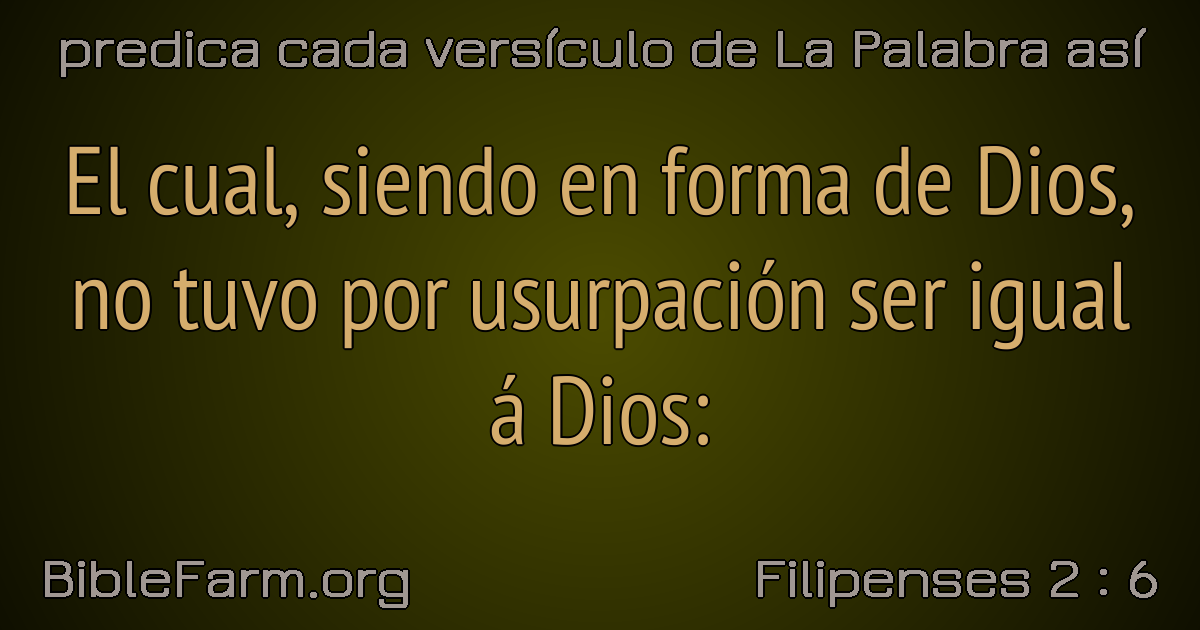 predica cada versículo de La Palabra así
El cual, siendo en forma de Dios,
no tuvo por usurpación ser igual
á Dios:
BibleFarm.org
Filipenses 2 : 6